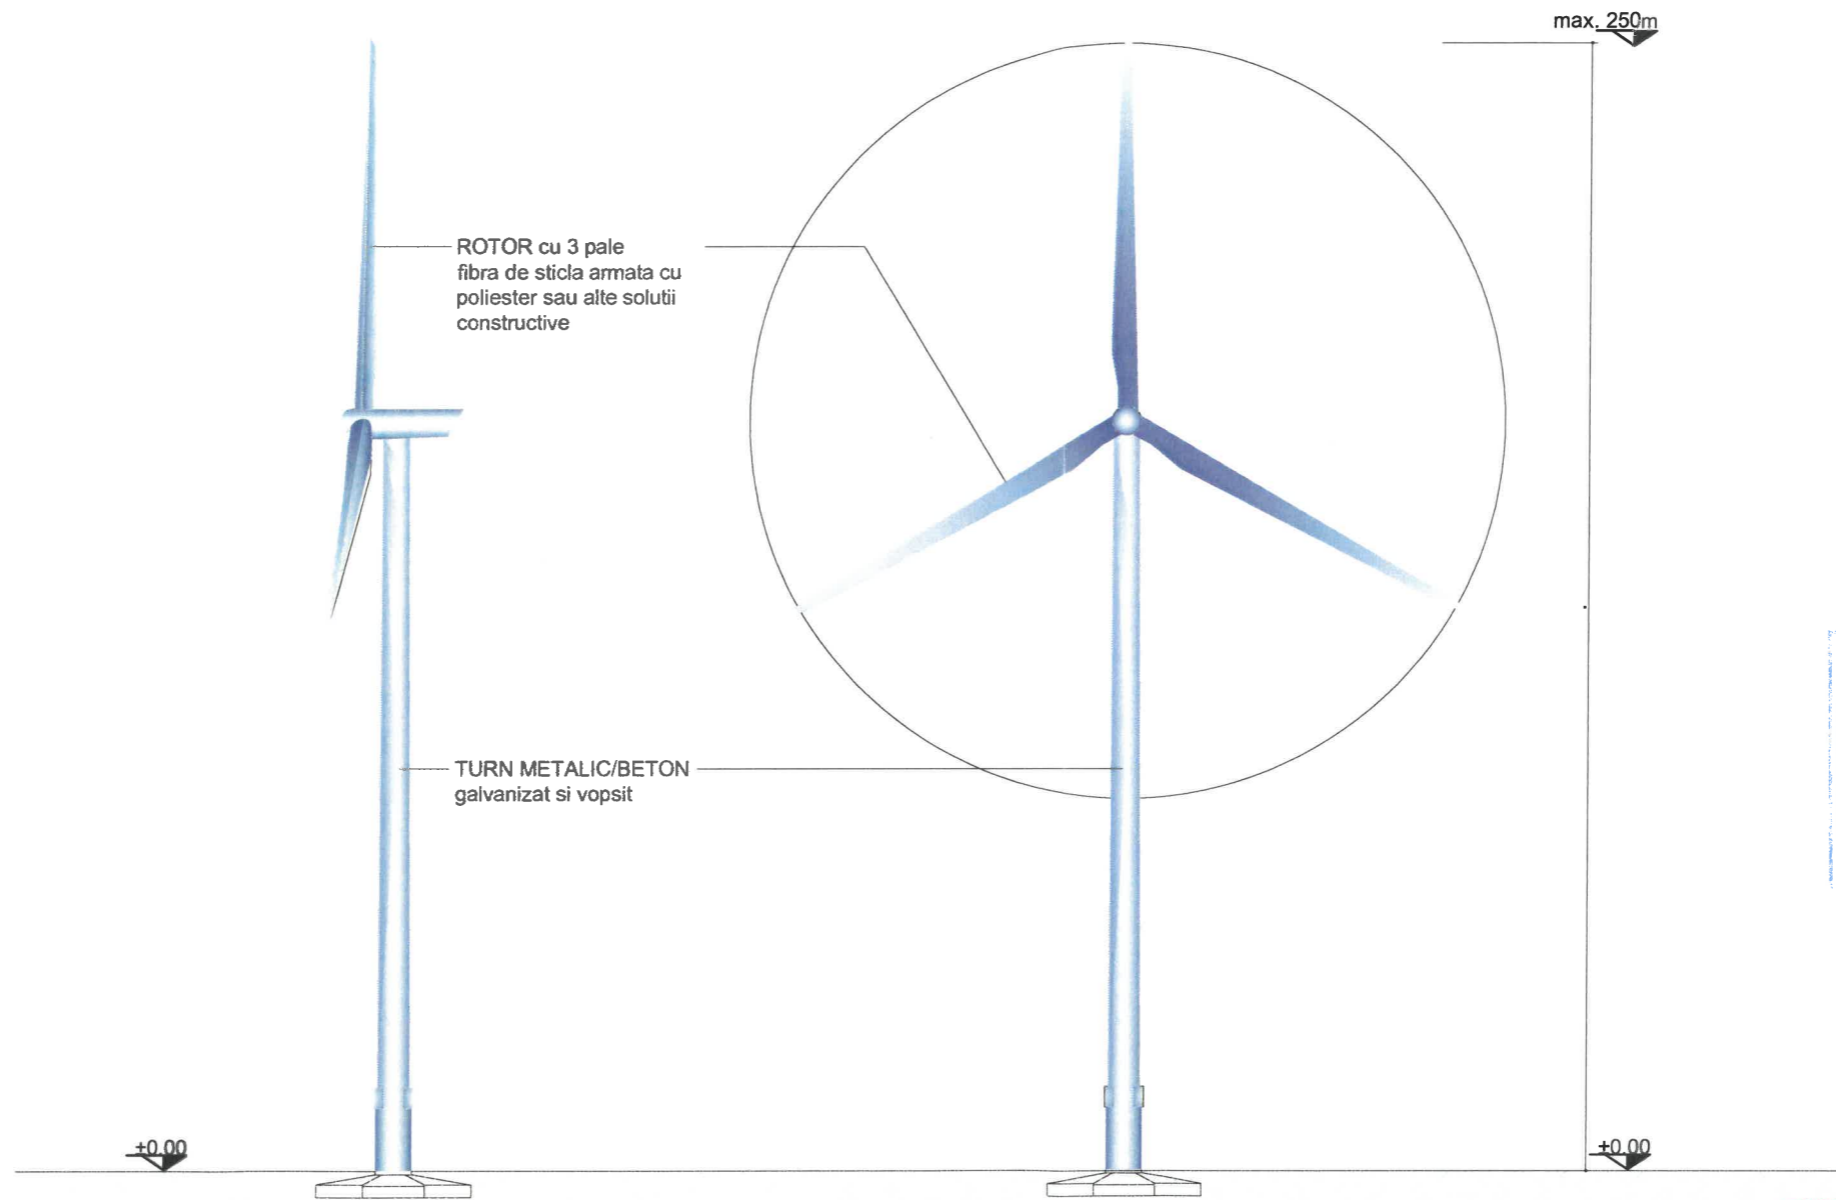 max. 250m
ROTOR cu 3 pale
fibra de sticla armata cu
poliester sau alte solutii
constructive
TURN METALIC/BETON
galvanizat si vopsit
±0.00
±0.00